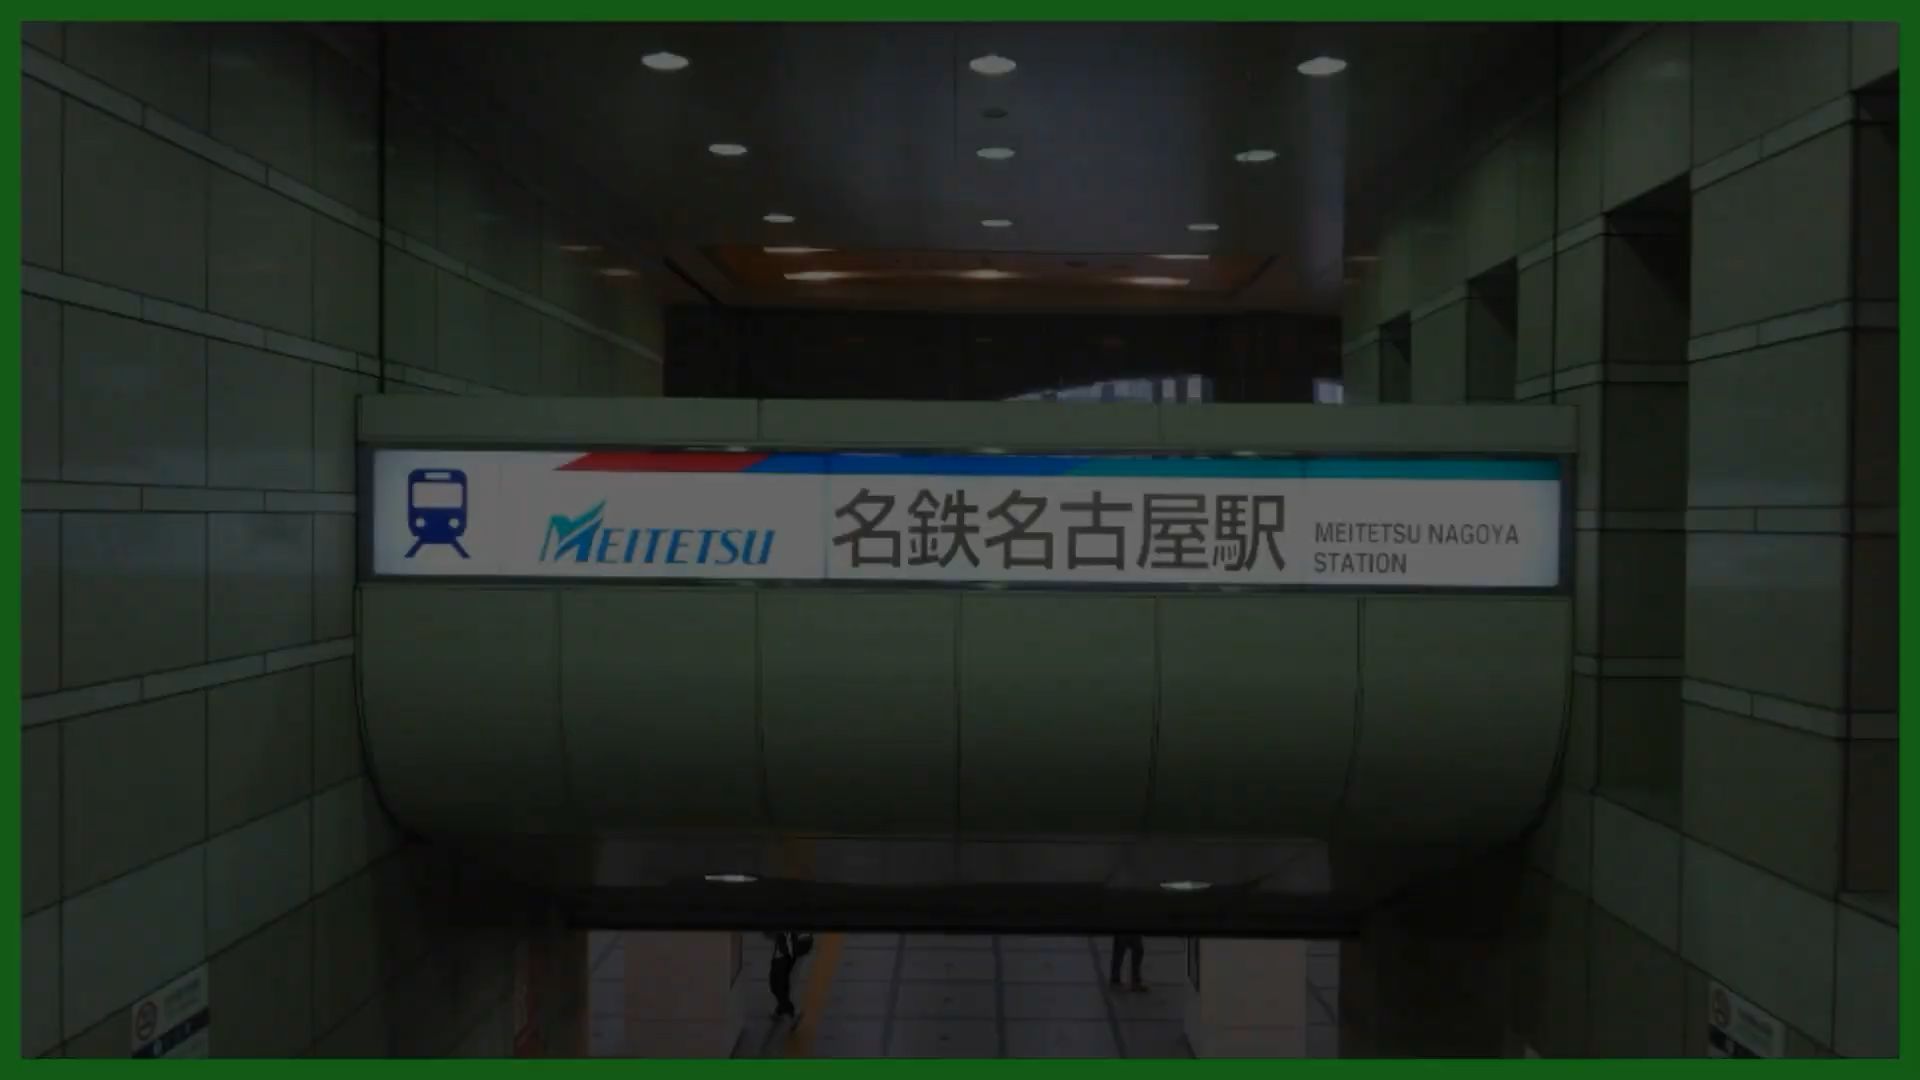 MEITETSU
名鉄名古屋駅
MEITETSU NAGOYA
STATION